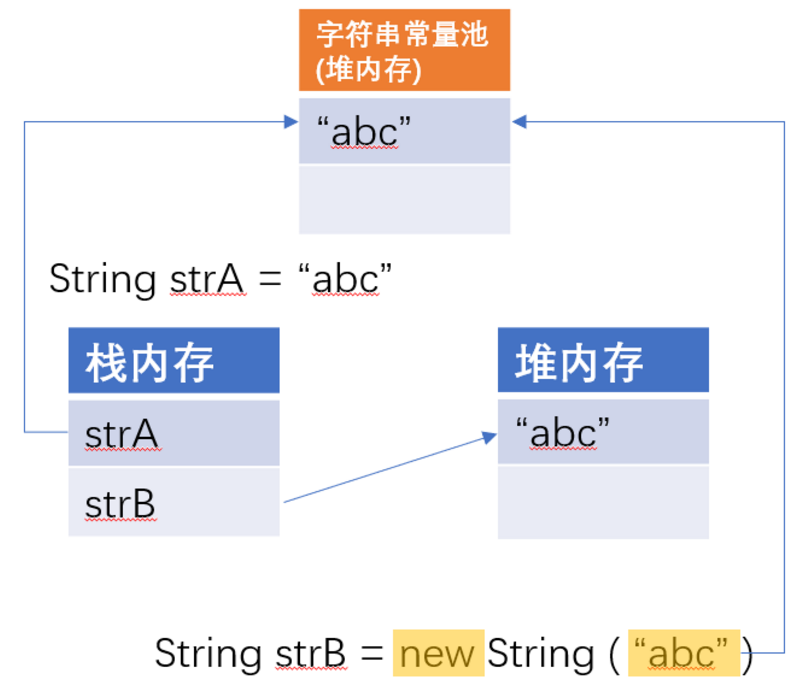 字符串常量池
(堆内存)
“abc”
String strA = “abc”
栈内存
堆内存
strA
“abc”
strB
String strB = new String ( “abc” )